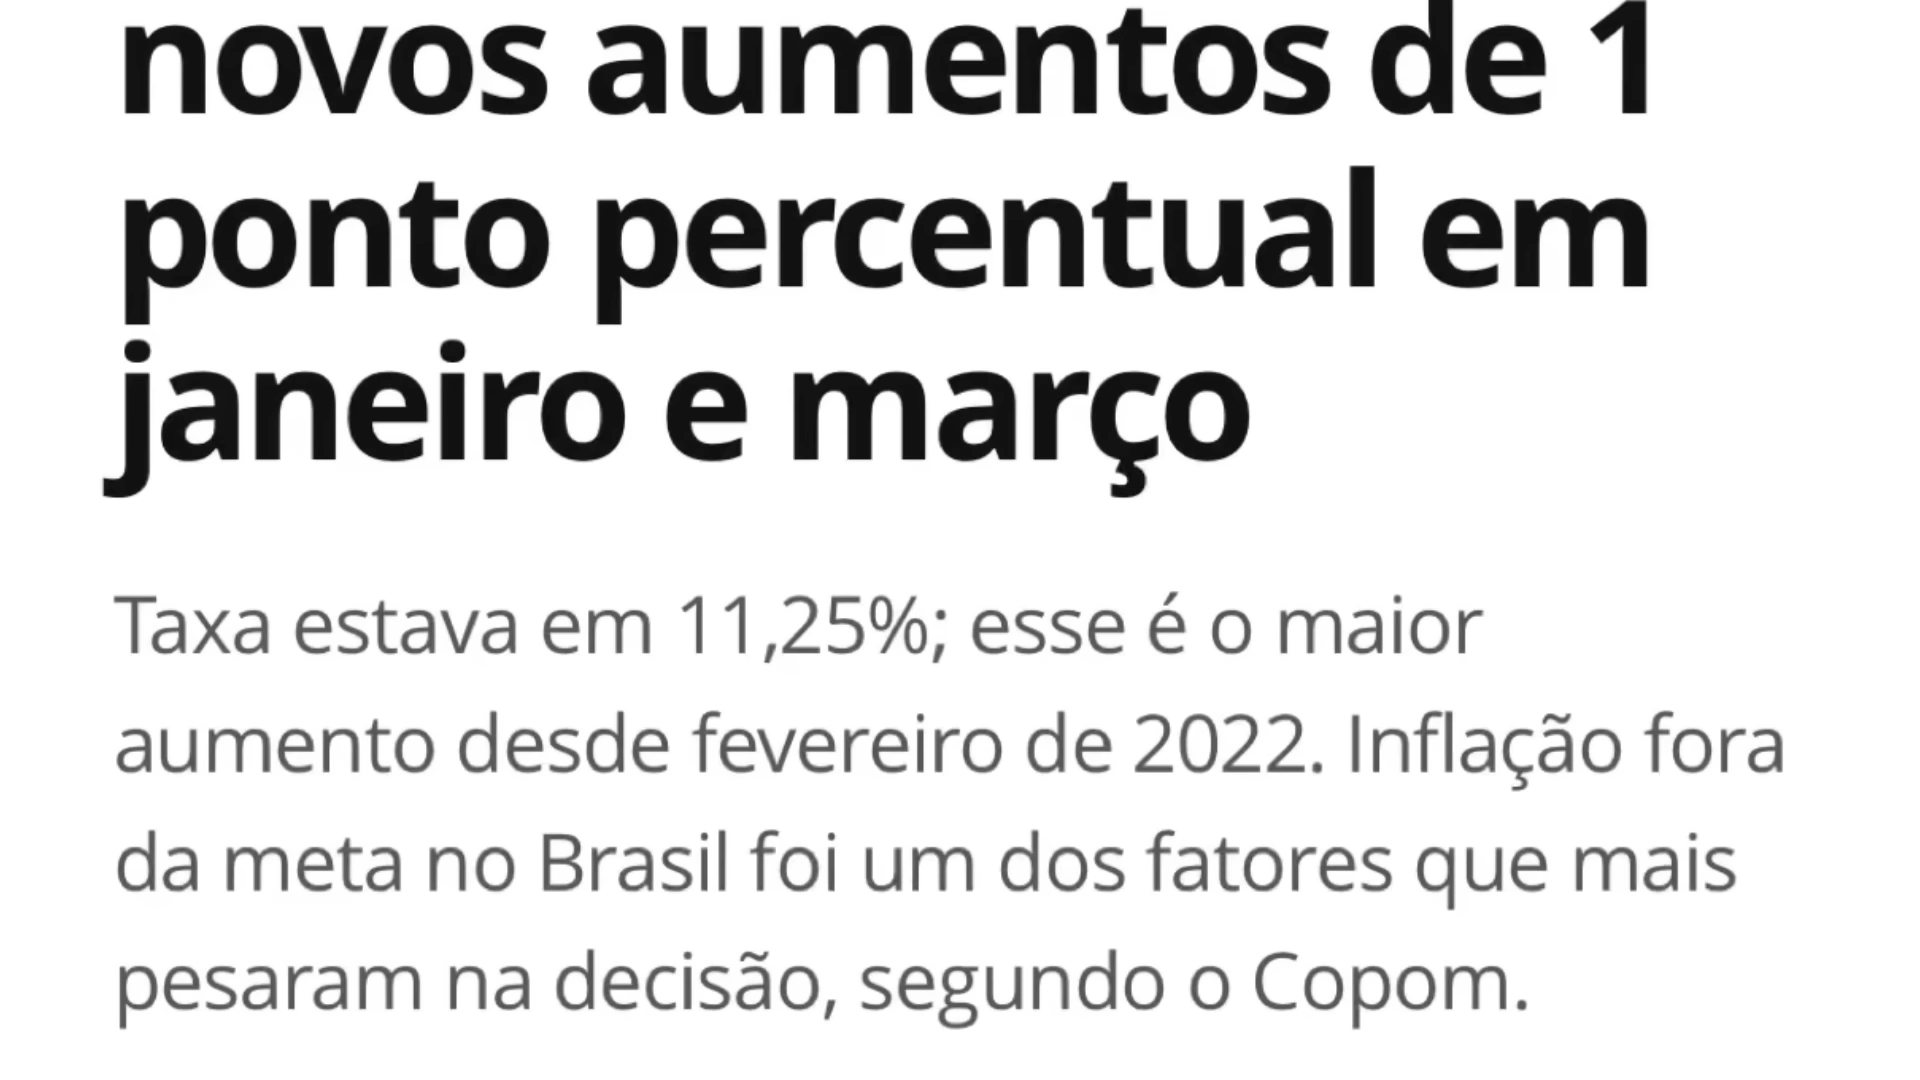 novos aumentos de 1
ponto percentual em
janeiro e março
Taxa estava em 11,25%; esse é o maior
aumento desde fevereiro de 2022. Inflação fora
da meta no Brasil foi um dos fatores que mais
pesaram na decisão, segundo o Copom.